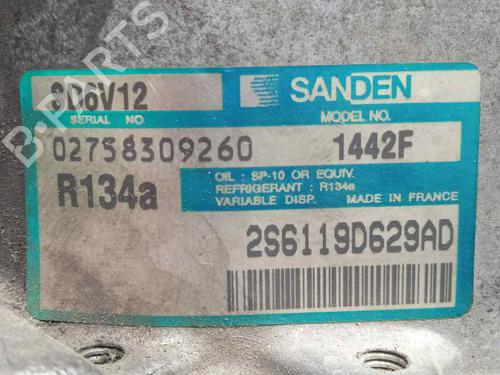 SD6V12
SANDEN
SERIAL NO.
MODEL NO.
02758309260
1442F
R134a
OIL : SP-10 OR EQUIV.
REFRIGERANT : R134a
VARIABLE DISP. MADE IN FRANCE
2S6119D629AD
B-Parts